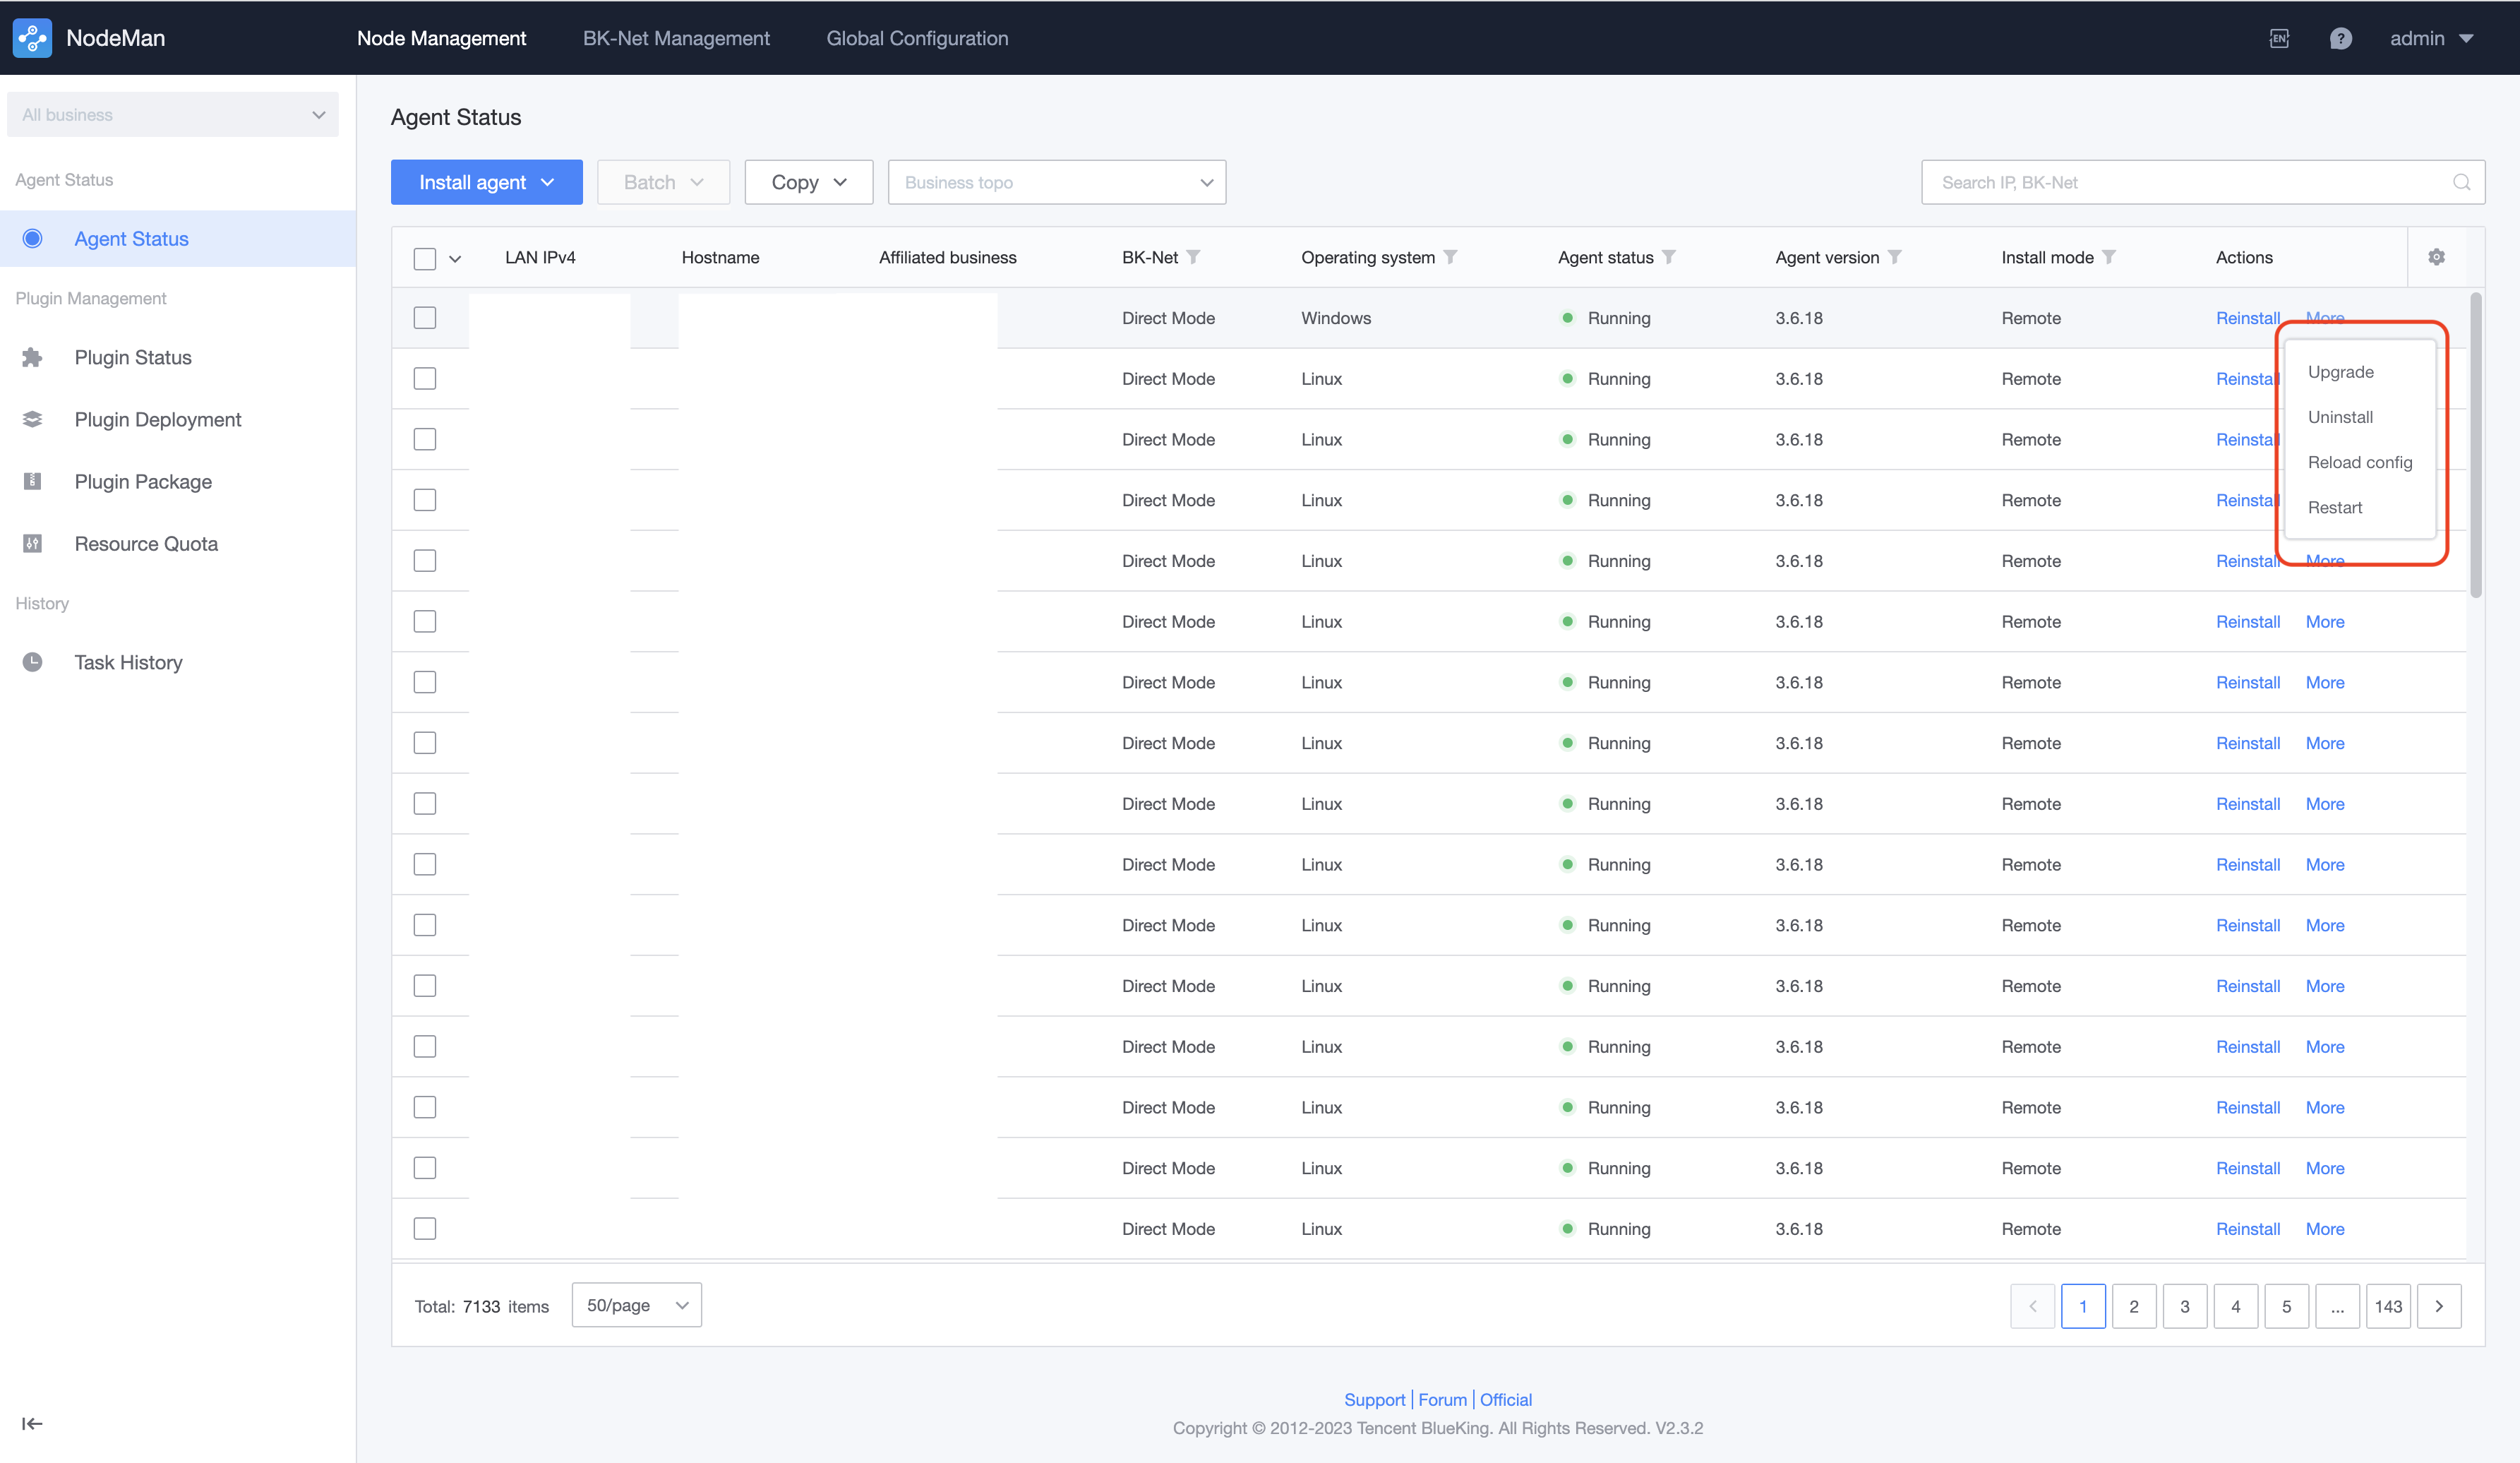 NodeMan Node Management BK-Net Management Global Configuration EN ? admin
All business
Agent Status
Agent Status
Plugin Management
Plugin Status
Plugin Deployment
Plugin Package
Resource Quota
History
Task History
Agent Status
Install agent Batch Copy Business topo Search IP, BK-Net
LAN IPv4 Hostname Affiliated business BK-Net Operating system Agent status Agent version Install mode Actions
Direct Mode Windows Running 3.6.18 Remote Reinstall More
Direct Mode Linux Running 3.6.18 Remote Reinstall
Direct Mode Linux Running 3.6.18 Remote Reinstall
Direct Mode Linux Running 3.6.18 Remote Reinstall
Upgrade
Uninstall
Reload config
Restart
Direct Mode Linux Running 3.6.18 Remote Reinstall More
Direct Mode Linux Running 3.6.18 Remote Reinstall More
Direct Mode Linux Running 3.6.18 Remote Reinstall More
Direct Mode Linux Running 3.6.18 Remote Reinstall More
Direct Mode Linux Running 3.6.18 Remote Reinstall More
Direct Mode Linux Running 3.6.18 Remote Reinstall More
Direct Mode Linux Running 3.6.18 Remote Reinstall More
Direct Mode Linux Running 3.6.18 Remote Reinstall More
Direct Mode Linux Running 3.6.18 Remote Reinstall More
Direct Mode Linux Running 3.6.18 Remote Reinstall More
Direct Mode Linux Running 3.6.18 Remote Reinstall More
Direct Mode Linux Running 3.6.18 Remote Reinstall More
Total: 7133 items 50/page 1 2 3 4 5 ... 143
Support | Forum | Official
Copyright © 2012-2023 Tencent BlueKing. All Rights Reserved. V2.3.2